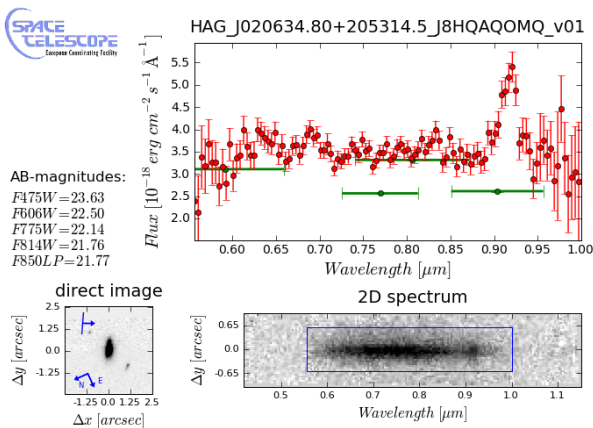 SPACE
TELESCOPE
European Coordinating Facility
HAG_J020634.80+205314.5_J8HQAQOMQ_v01
AB-magnitudes:
F475W=23.63
F606W=22.50
F775W=22.14
F814W=21.76
F850LP=21.77
Flux [10⁻¹⁸ erg cm⁻² s⁻¹ Å⁻¹]
5.5
5.0
4.5
4.0
3.5
3.0
2.5
2.0
0.60 0.65 0.70 0.75 0.80 0.85 0.90 0.95 1.00
Wavelength [μm]
direct image
Δy [arcsec]
2.5
1.25
0.0
-1.25
N E
-1.25 0.0 1.25 2.5
Δx [arcsec]
2D spectrum
Δy [arcsec]
0.65
0.0
-0.65
0.5 0.6 0.7 0.8 0.9 1.0 1.1
Wavelength [μm]